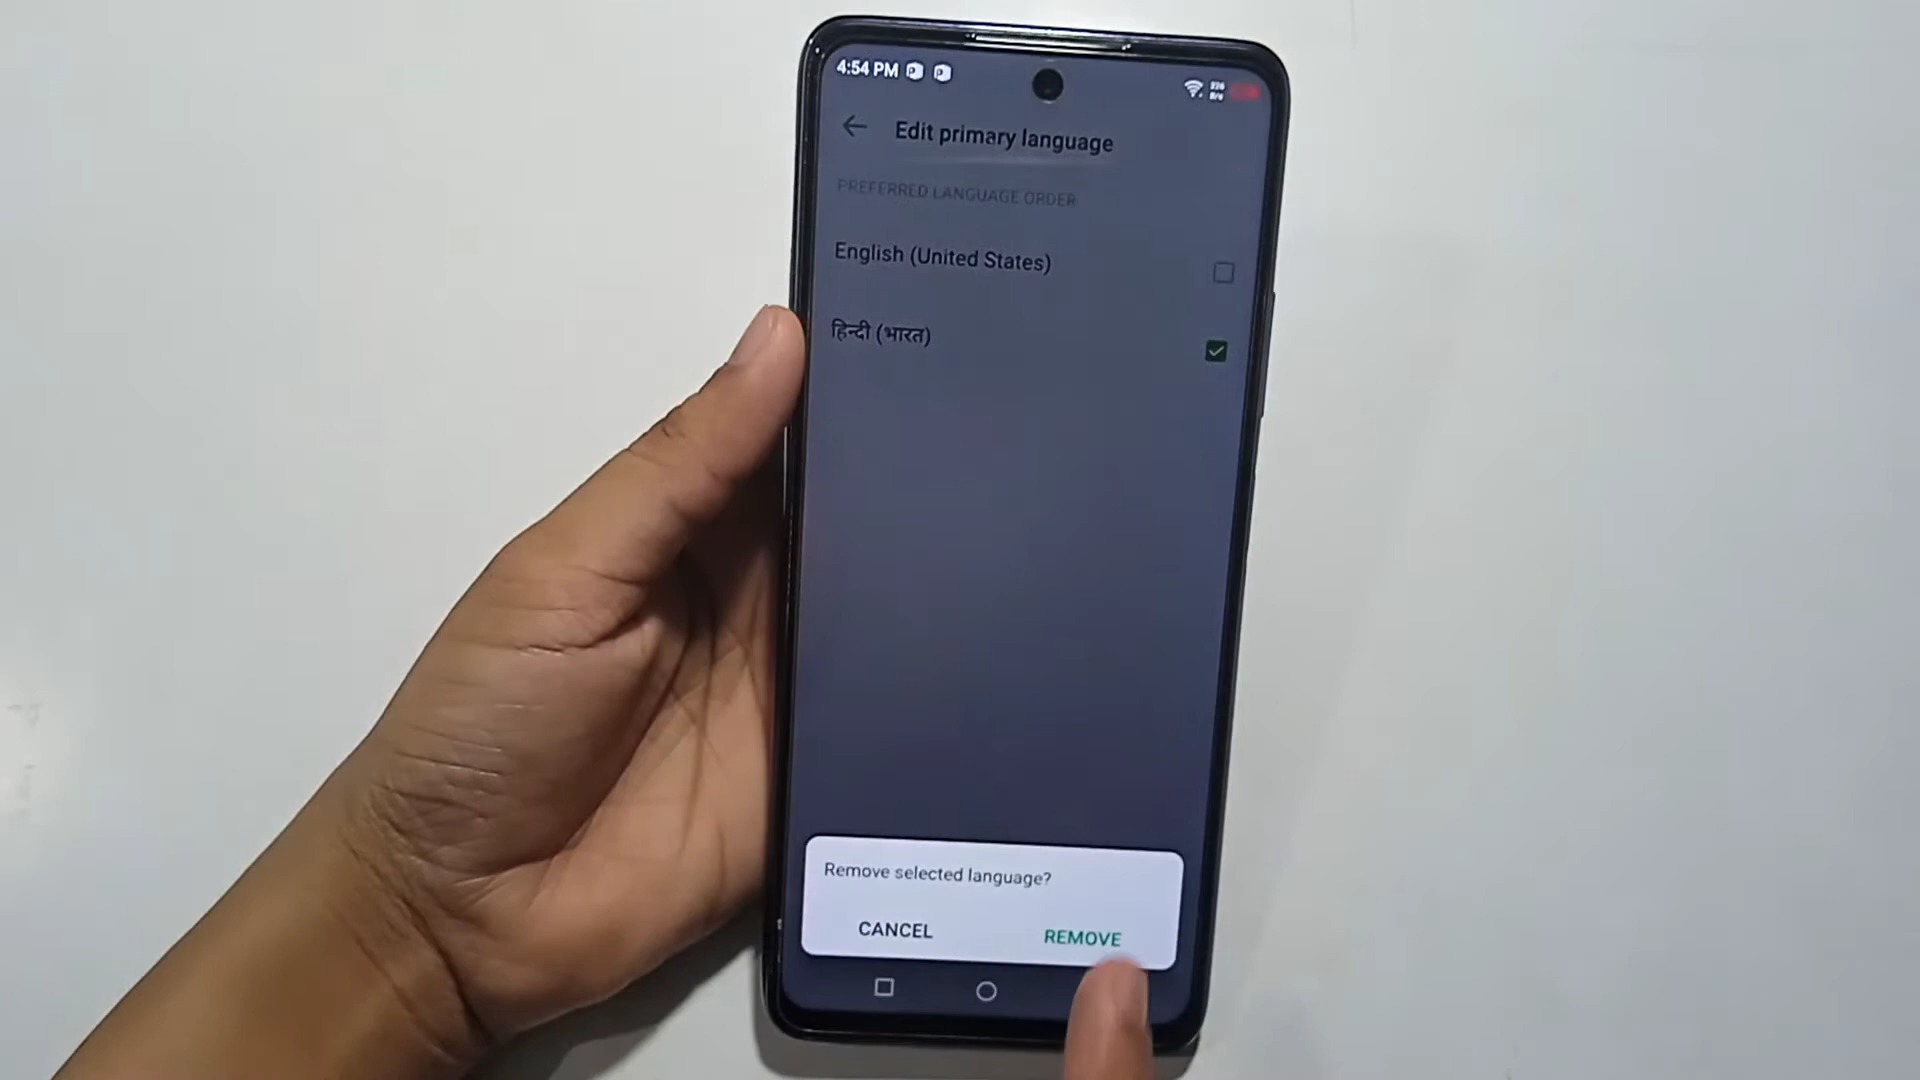 4:54 PM
Edit primary language
PREFERRED LANGUAGE ORDER
English (United States)
हिन्दी (भारत)
Remove selected language?
CANCEL
REMOVE